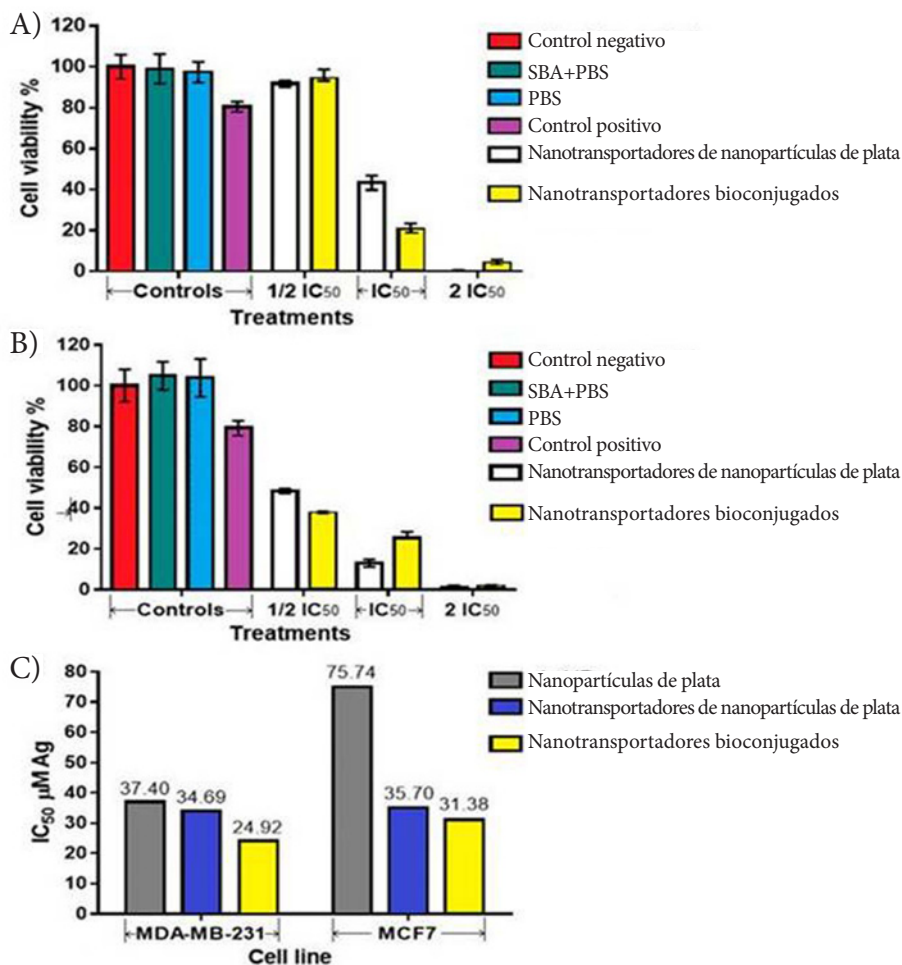 A)
Cell viability %
120
100
80
60
40
20
0
Controls
1/2 IC50
IC50
2 IC50
Treatments
Control negativo
SBA+PBS
PBS
Control positivo
Nanotransportadores de nanopartículas de plata
Nanotransportadores bioconjugados
B)
Cell viability %
120
100
80
60
40
20
0
Controls
1/2 IC50
IC50
2 IC50
Treatments
Control negativo
SBA+PBS
PBS
Control positivo
Nanotransportadores de nanopartículas de plata
Nanotransportadores bioconjugados
C)
IC50 µMAg
80
70
60
50
40
30
20
10
0
37.40
34.69
24.92
75.74
35.70
31.38
MDA-MB-231
MCF7
Cell line
Nanopartículas de plata
Nanotransportadores de nanopartículas de plata
Nanotransportadores bioconjugados